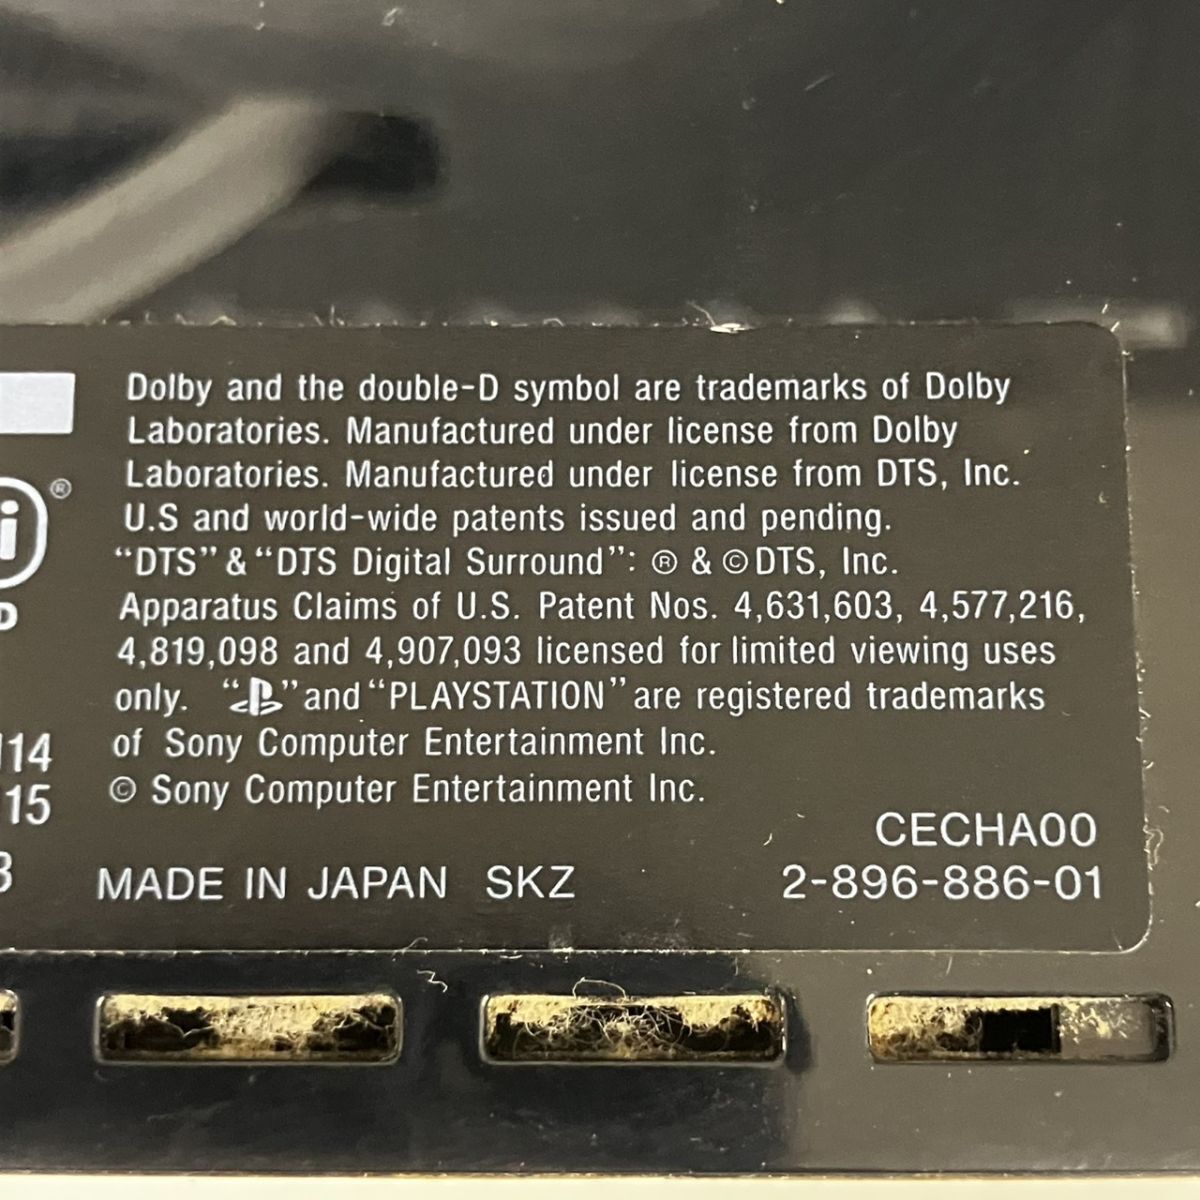 Dolby and the double-D symbol are trademarks of Dolby
Laboratories. Manufactured under license from Dolby
Laboratories. Manufactured under license from DTS, Inc.
U.S and world-wide patents issued and pending.
“DTS” & “DTS Digital Surround”: ® & © DTS, Inc.
Apparatus Claims of U.S. Patent Nos. 4,631,603, 4,577,216,
4,819,098 and 4,907,093 licensed for limited viewing uses
only. “ ” and “PLAYSTATION” are registered trademarks
of Sony Computer Entertainment Inc.
© Sony Computer Entertainment Inc.
CECHA00
MADE IN JAPAN SKZ 2-896-886-01